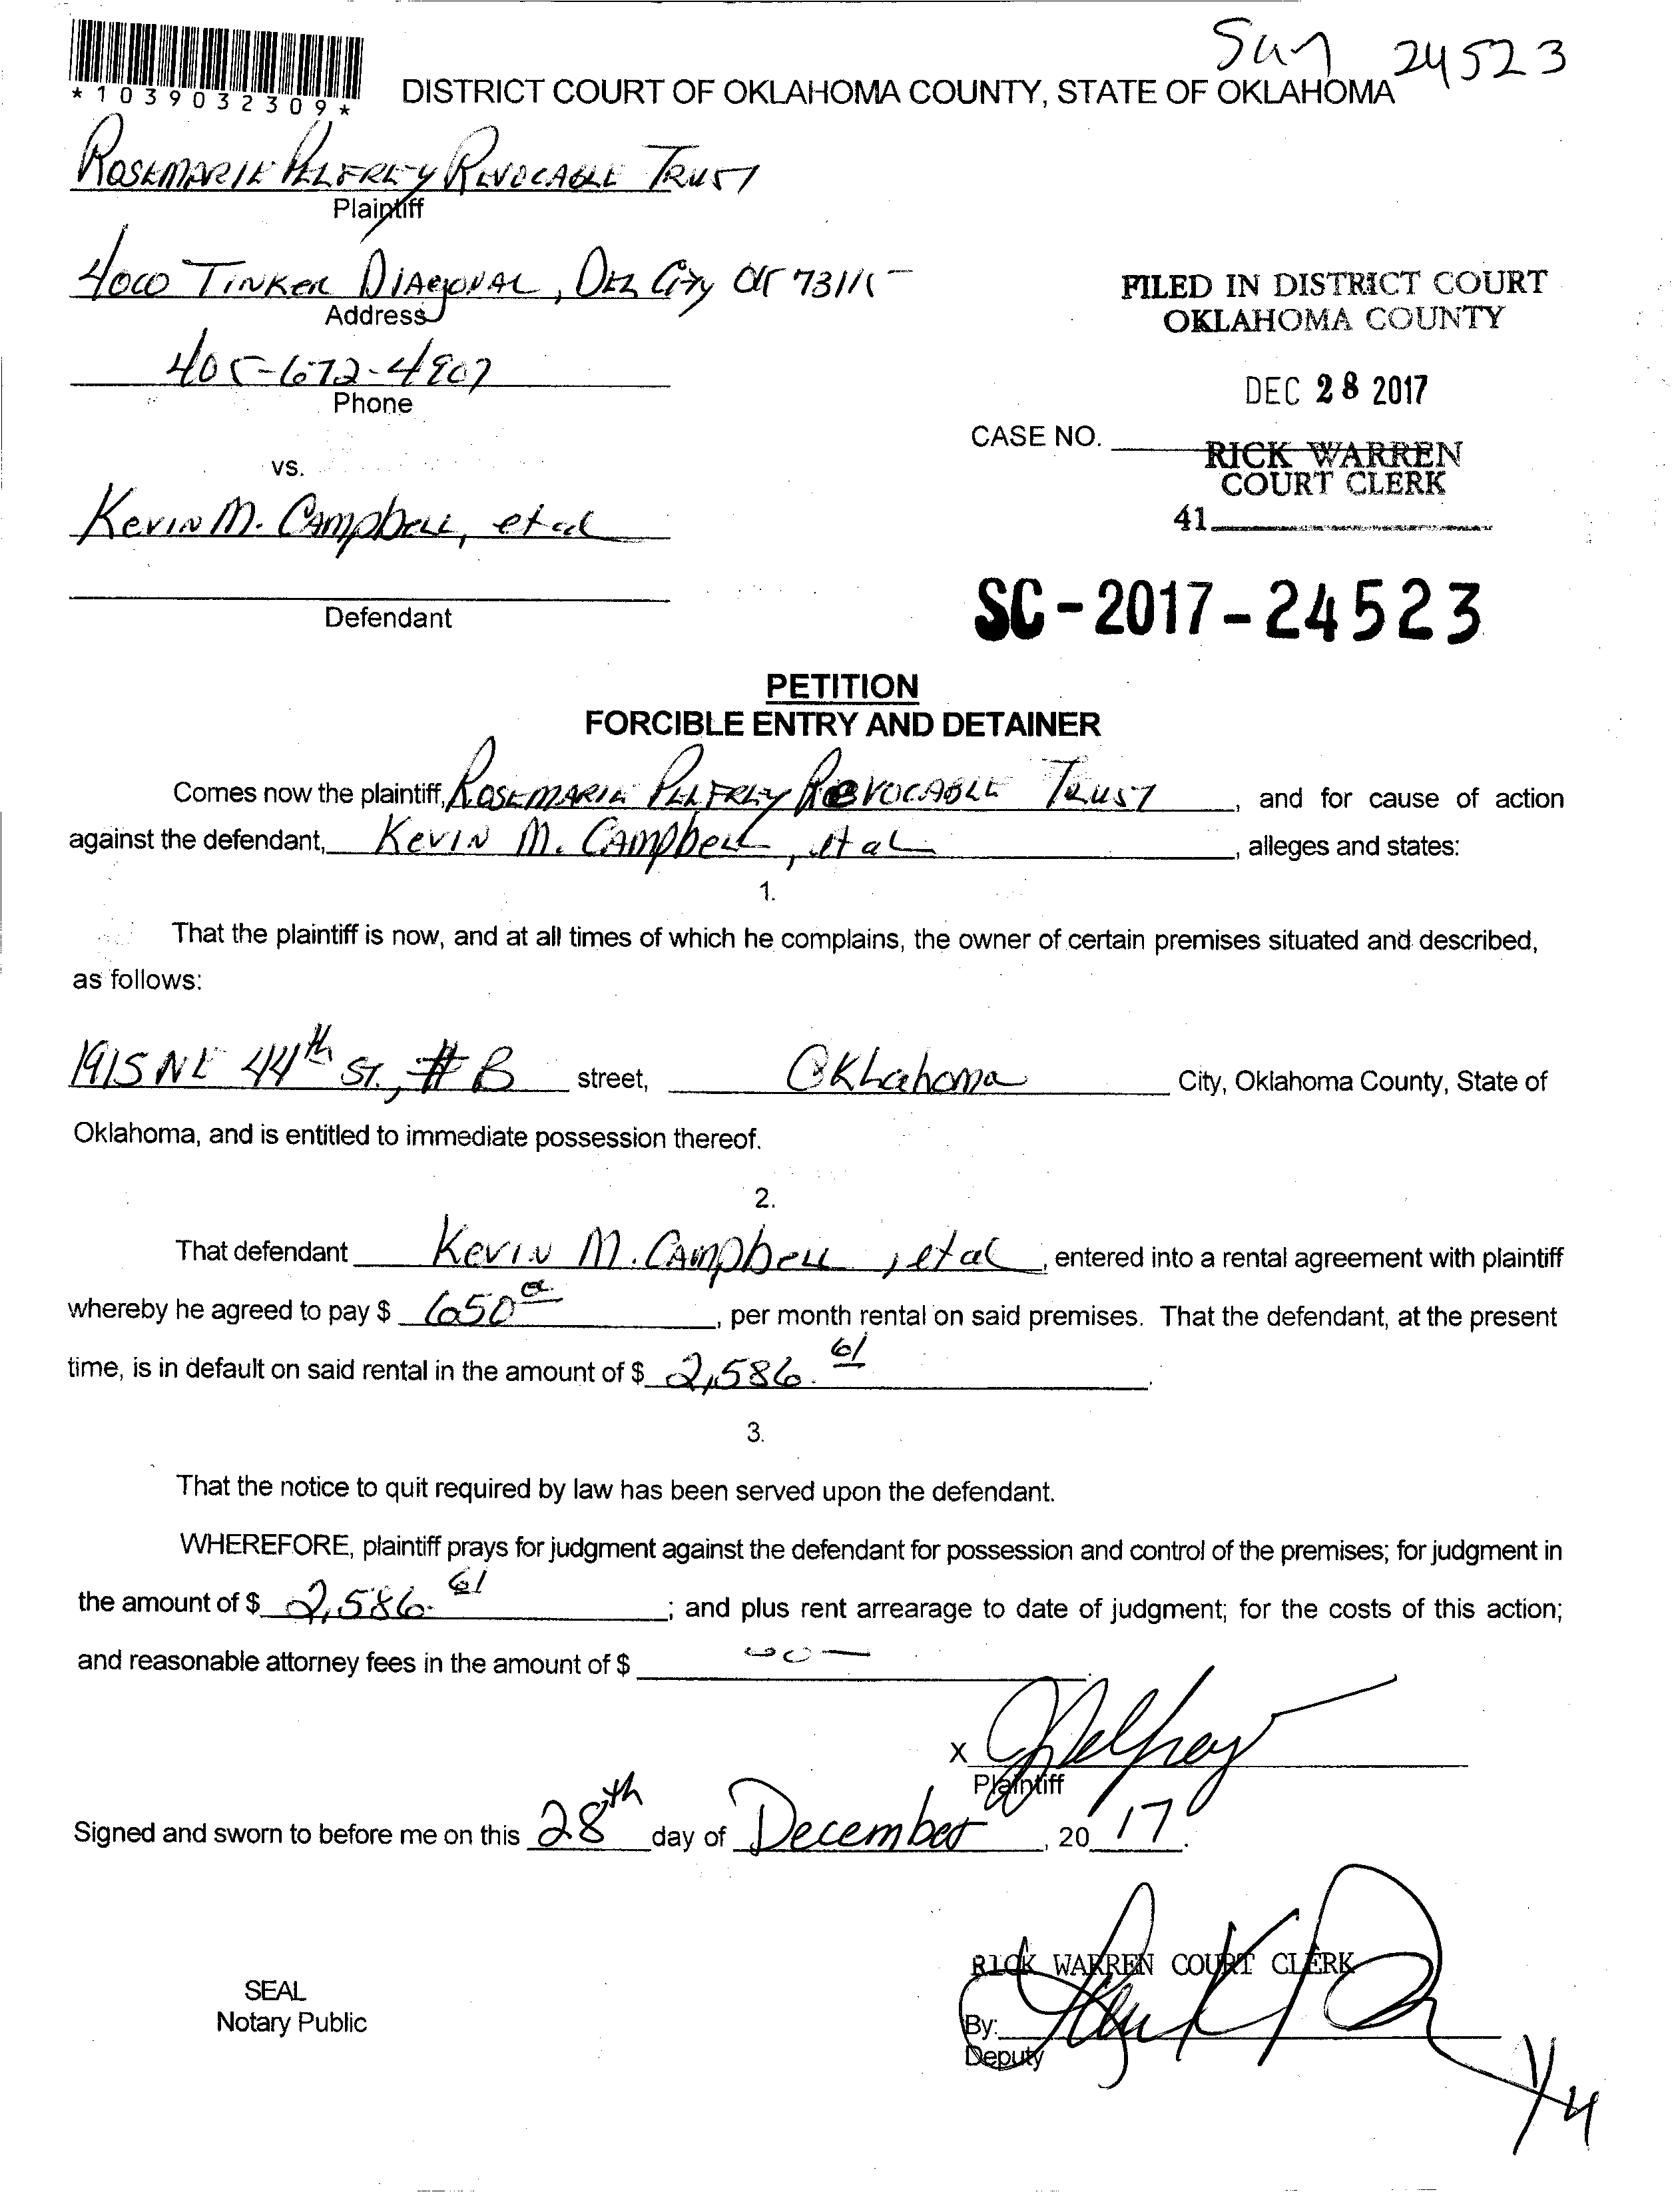 Sun 24523
*1039032309*
DISTRICT COURT OF OKLAHOMA COUNTY, STATE OF OKLAHOMA
ROSEMARIE PELFREY REVOCABLE TRUST
Plaintiff
4000 TINKER DIAGONAL, DEL City OK 73115
Address
FILED IN DISTRICT COURT
OKLAHOMA COUNTY
405-672-4907
Phone
DEC 28 2017
CASE NO.
RICK WARREN
COURT CLERK
vs.
41
Kevin M. Campbell, et al
Defendant
SC-2017-24523
PETITION
FORCIBLE ENTRY AND DETAINER
Comes now the plaintiff, ROSEMARIE PELFREY REVOCABLE TRUST, and for cause of action
against the defendant, Kevin M. Campbell, et al, alleges and states:
1.
That the plaintiff is now, and at all times of which he complains, the owner of certain premises situated and described,
as follows:
1915 NE 44th ST., # B street, Oklahoma City, Oklahoma County, State of
Oklahoma, and is entitled to immediate possession thereof.
2.
That defendant Kevin M. Campbell, et al, entered into a rental agreement with plaintiff
whereby he agreed to pay $ 650 00, per month rental on said premises. That the defendant, at the present
time, is in default on said rental in the amount of $ 2,586. 61.
3.
That the notice to quit required by law has been served upon the defendant.
WHEREFORE, plaintiff prays for judgment against the defendant for possession and control of the premises; for judgment in
the amount of $ 2,586. 61; and plus rent arrearage to date of judgment; for the costs of this action;
and reasonable attorney fees in the amount of $ -0-.
X
Plaintiff
Signed and sworn to before me on this 28th day of December, 20 17.
RICK WARREN COURT CLERK
SEAL
Notary Public
By:
Deputy
1/4